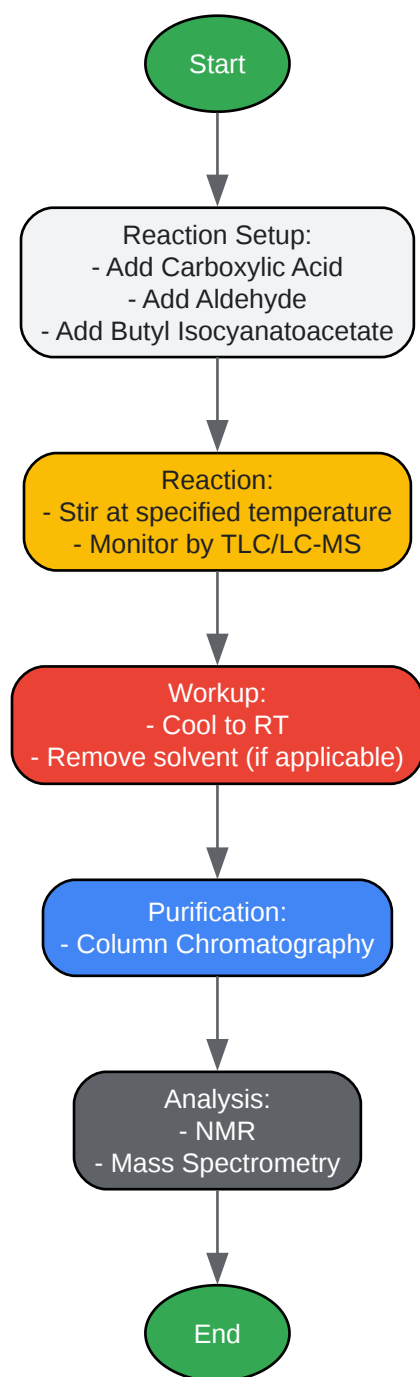 Start
Reaction Setup:
- Add Carboxylic Acid
- Add Aldehyde
- Add Butyl Isocyanatoacetate
Reaction:
- Stir at specified temperature
- Monitor by TLC/LC-MS
Workup:
- Cool to RT
- Remove solvent (if applicable)
Purification:
- Column Chromatography
Analysis:
- NMR
- Mass Spectrometry
End